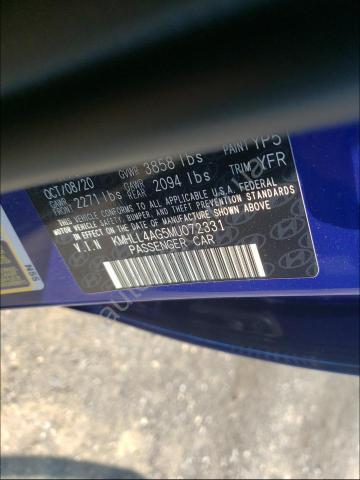 OCT/08/20 GVWR 3858 lbs PAINT YP5
GAWR FRONT 2271 lbs GAWR REAR 2094 lbs TRIM YFR
THIS VEHICLE CONFORMS TO ALL APPLICABLE U.S.A. FEDERAL
MOTOR VEHICLE SAFETY, BUMPER, AND THEFT PREVENTION STANDARDS
IN EFFECT ON THE DATE OF MANUFACTURE SHOWN ABOVE.
V.I.N KMHLL4AG5MU072331
PASSENGER CAR